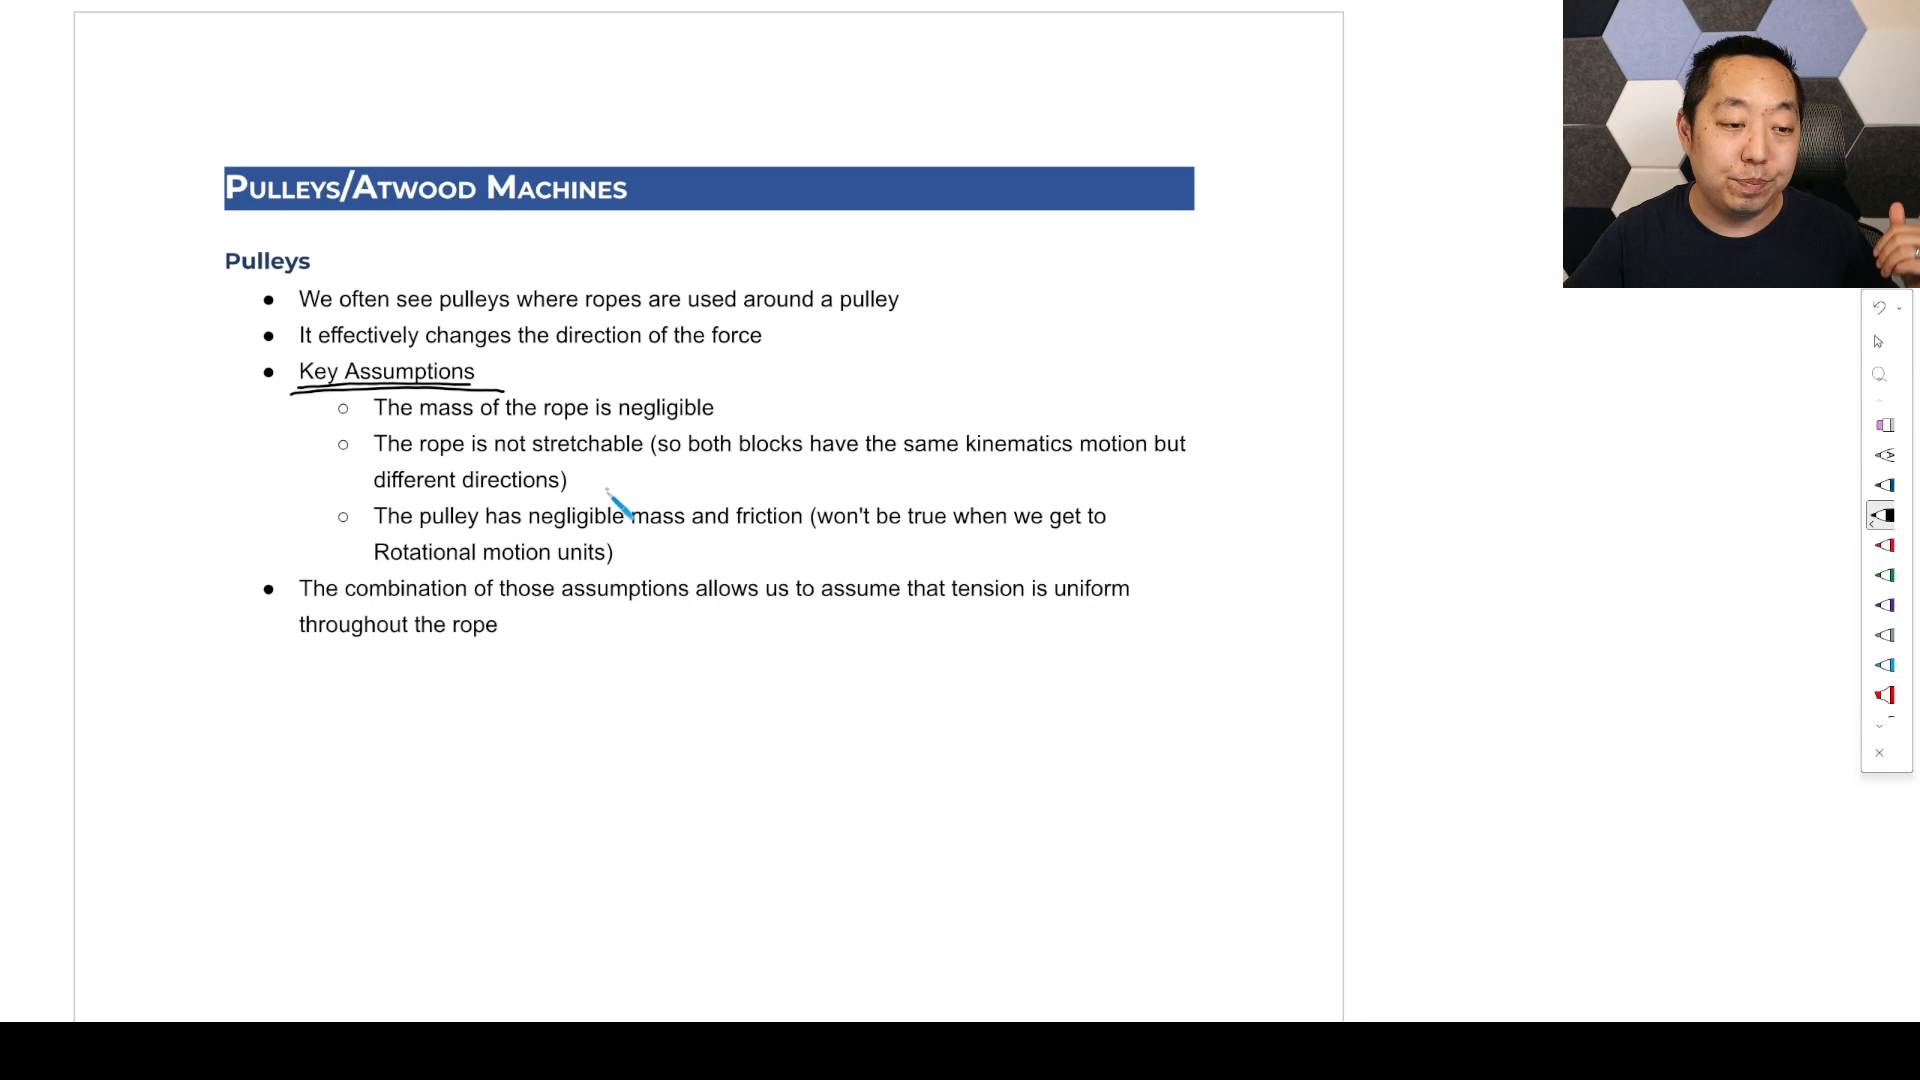 PULLEYS/ATWOOD MACHINES
Pulleys
● We often see pulleys where ropes are used around a pulley
● It effectively changes the direction of the force
● Key Assumptions
○ The mass of the rope is negligible
○ The rope is not stretchable (so both blocks have the same kinematics motion but
different directions)
○ The pulley has negligible mass and friction (won't be true when we get to
Rotational motion units)
● The combination of those assumptions allows us to assume that tension is uniform
throughout the rope